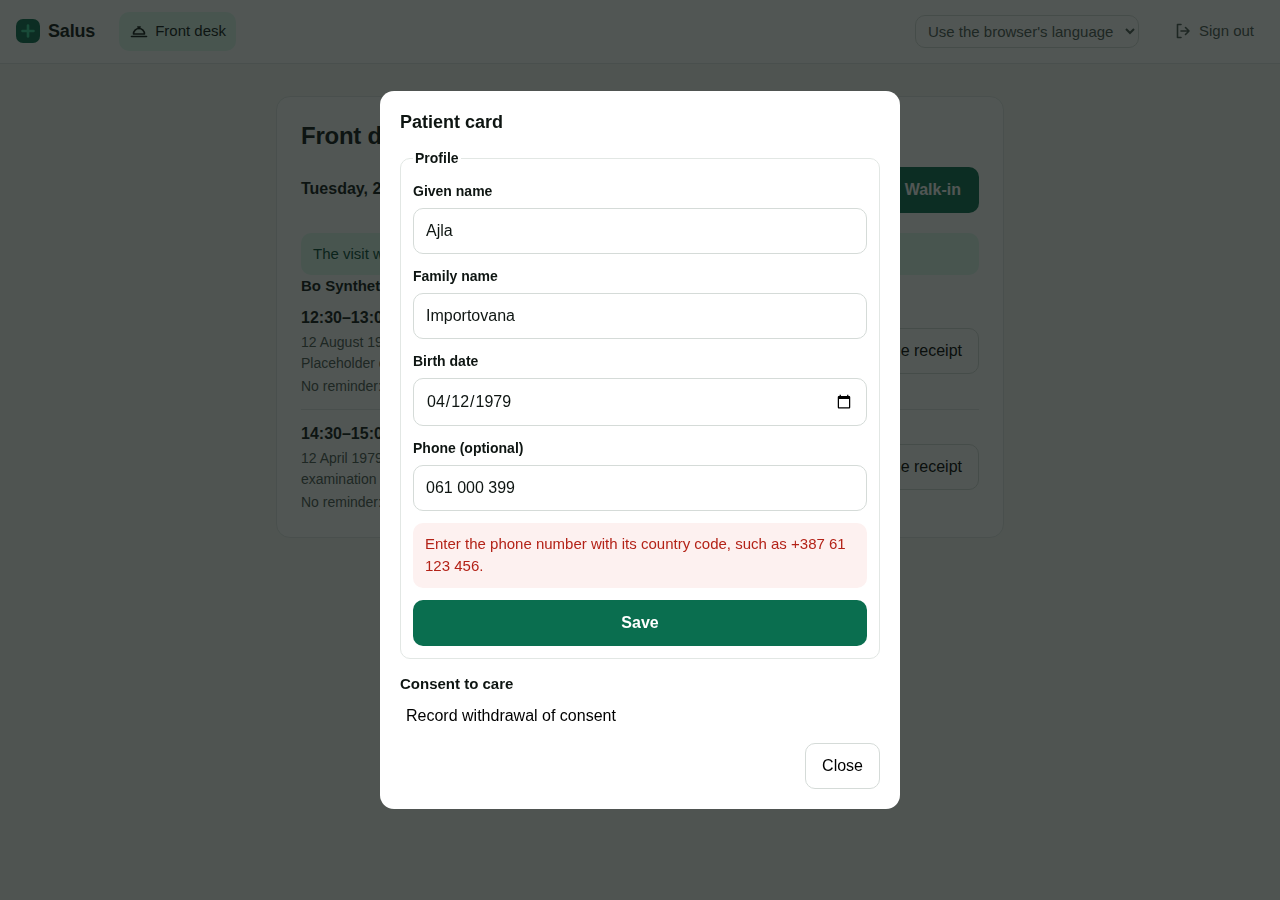 Salus
Front desk
Use the browser's language
Sign out
Front d
Tuesday, 2
Walk-in
The visit w
Bo Synthet
12:30–13:0
12 August 19
Placeholder
No reminder
e receipt
14:30–15:0
12 April 1979
examination
No reminder
e receipt
Patient card
Profile
Given name
Ajla
Family name
Importovana
Birth date
04/12/1979
Phone (optional)
061 000 399
Enter the phone number with its country code, such as +387 61
123 456.
Save
Consent to care
Record withdrawal of consent
Close